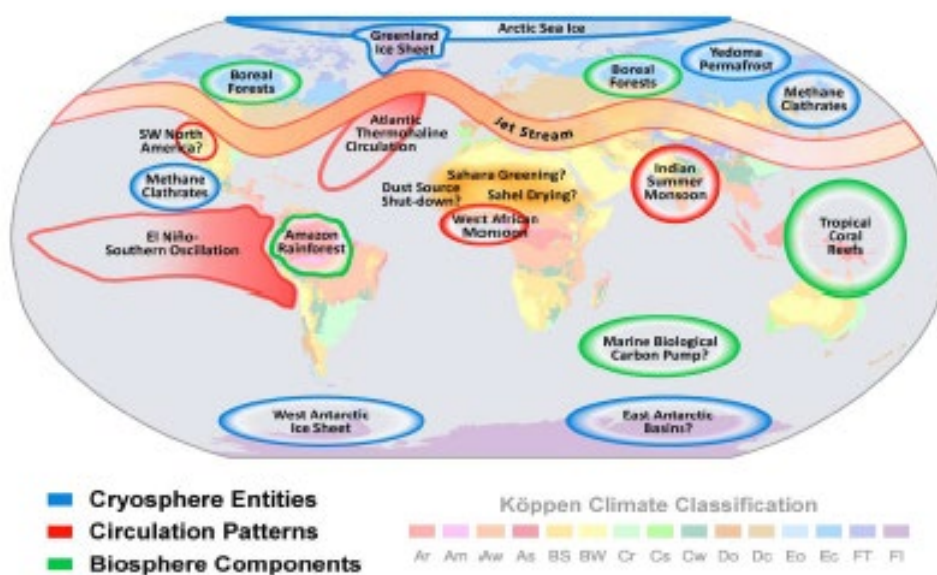 Arctic Sea Ice
Greenland
Ice Sheet
Yedoma
Permafrost
Boreal
Forests
Boreal
Forests
Methane
Clathrates
Jet Stream
Atlantic
Thermohaline
Circulation
SW North
America?
Methane
Clathrates
Sahara Greening?
Dust Source
Shut-down?
Sahel Drying?
Indian
Summer
Monsoon
West African
Monsoon
El Niño-
Southern Oscillation
Amazon
Rainforest
Tropical
Coral
Reefs
Marine Biological
Carbon Pump?
West Antarctic
Ice Sheet
East Antarctic
Basins?
Cryosphere Entities
Circulation Patterns
Biosphere Components
Köppen Climate Classification
Ar Am Aw As BS BW Cr Cs Cw Do Dc Eo Ec FT FI